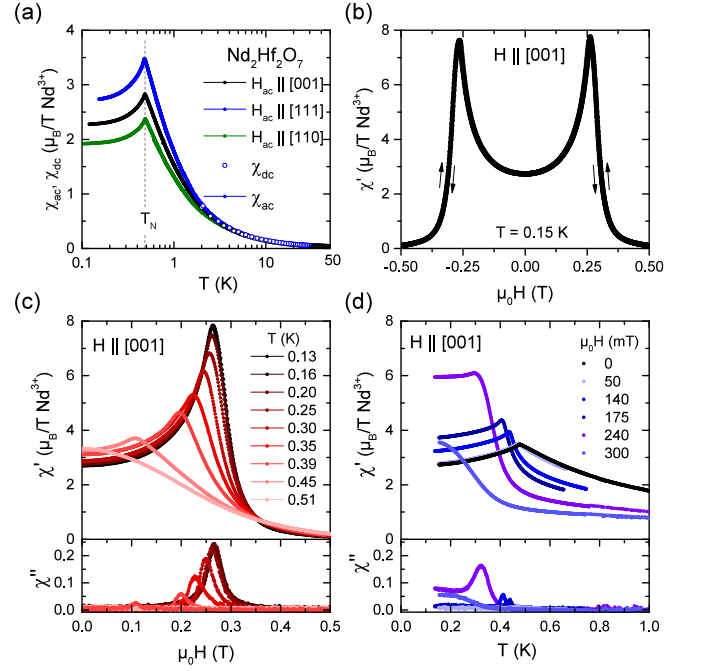 (a)
4
3
2
1
0
0.1
1
10
50
χac, χdc (μB/T Nd3+)
T (K)
Nd2Hf2O7
Hac || [001]
Hac || [111]
Hac || [110]
χdc
χac
TN
(b)
8
6
4
2
0
-0.50
-0.25
0.00
0.25
0.50
χ' (μB/T Nd3+)
μ0H (T)
H || [001]
T = 0.15 K
(c)
8
6
4
2
0
χ' (μB/T Nd3+)
H || [001]
T (K)
0.13
0.16
0.20
0.25
0.30
0.35
0.39
0.45
0.51
0.2
0.1
0.0
χ''
0.0
0.1
0.2
0.3
0.4
0.5
μ0H (T)
(d)
8
6
4
2
0
χ' (μB/T Nd3+)
H || [001]
μ0H (mT)
0
50
140
175
240
300
0.2
0.1
0.0
χ''
0.0
0.2
0.4
0.6
0.8
1.0
T (K)